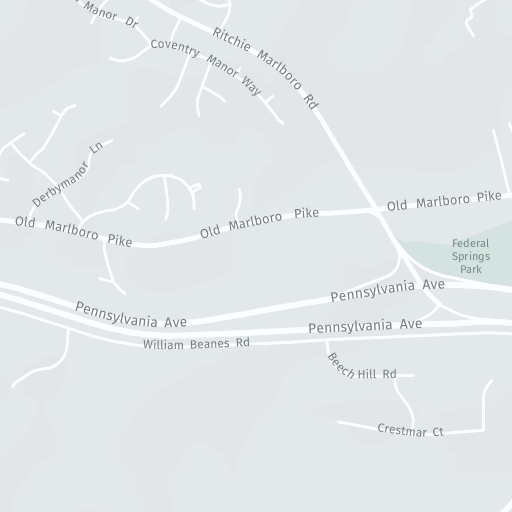 Manor Dr
Ritchie Marlboro Rd
Coventry Manor Way
Derbymanor Ln
Old Marlboro Pike
Old Marlboro Pike
Old Marlboro Pike
Federal
Springs
Park
Pennsylvania Ave
Pennsylvania Ave
Pennsylvania Ave
William Beanes Rd
Beech Hill Rd
Crestmar Ct